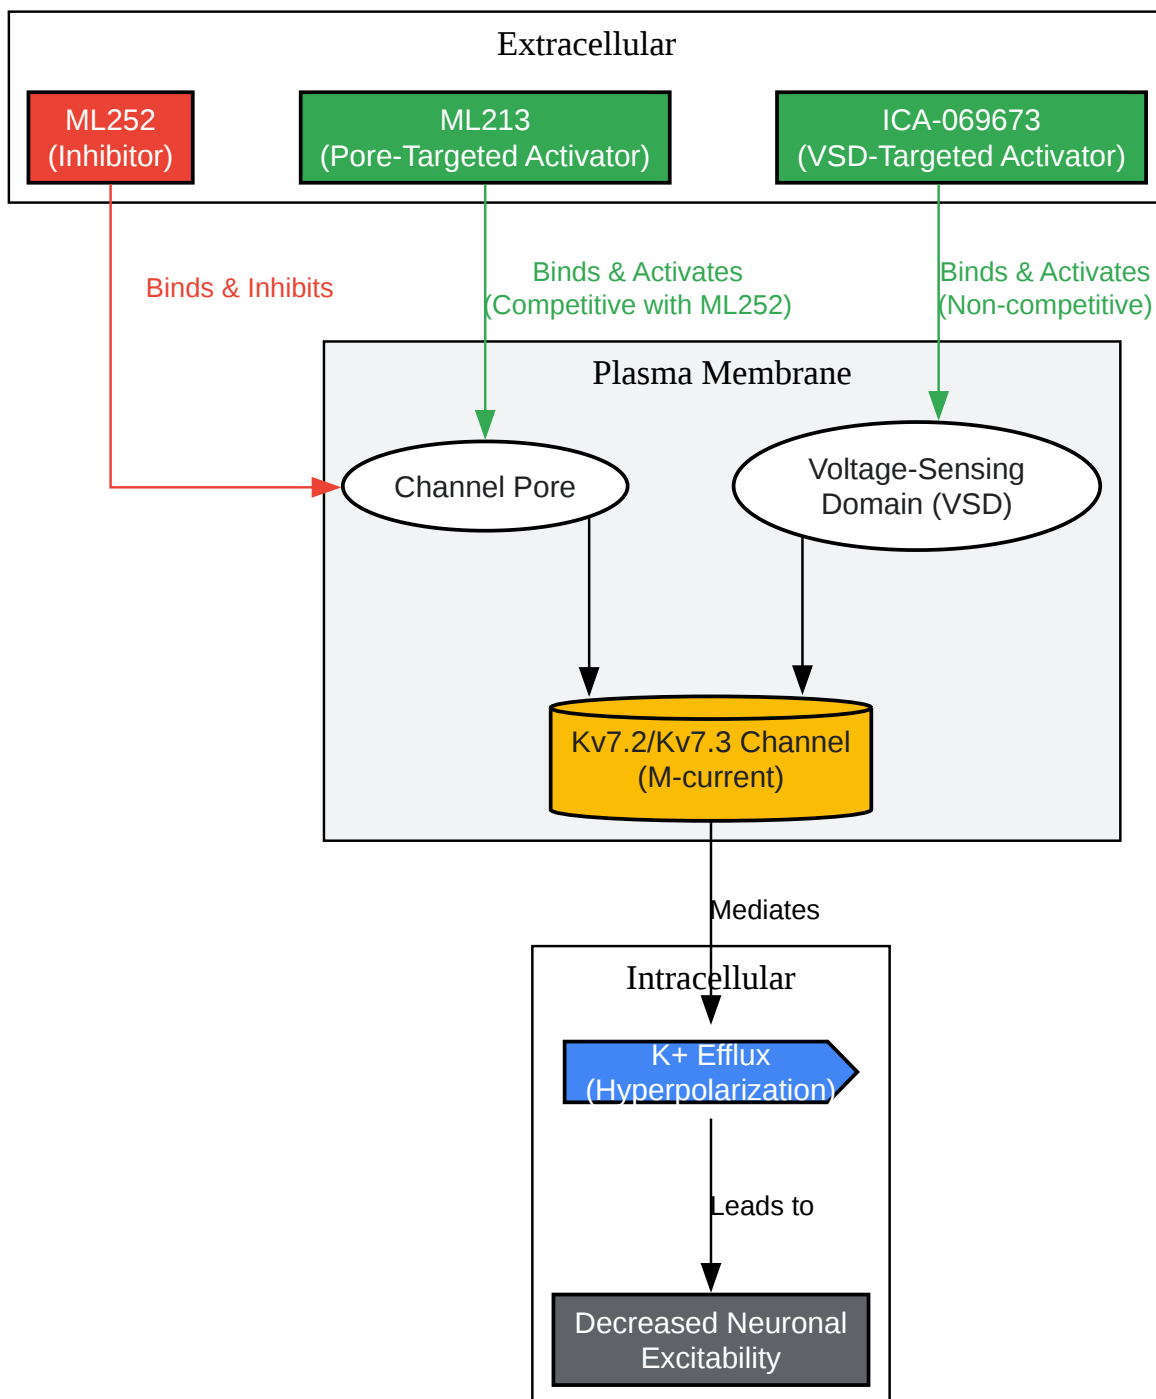 Extracellular
ML252
(Inhibitor)
ML213
(Pore-Targeted Activator)
ICA-069673
(VSD-Targeted Activator)
Binds & Inhibits
Binds & Activates
(Competitive with ML252)
Binds & Activates
(Non-competitive)
Plasma Membrane
Channel Pore
Voltage-Sensing
Domain (VSD)
Kv7.2/Kv7.3 Channel
(M-current)
Mediates
Intracellular
K+ Efflux
(Hyperpolarization)
Leads to
Decreased Neuronal
Excitability